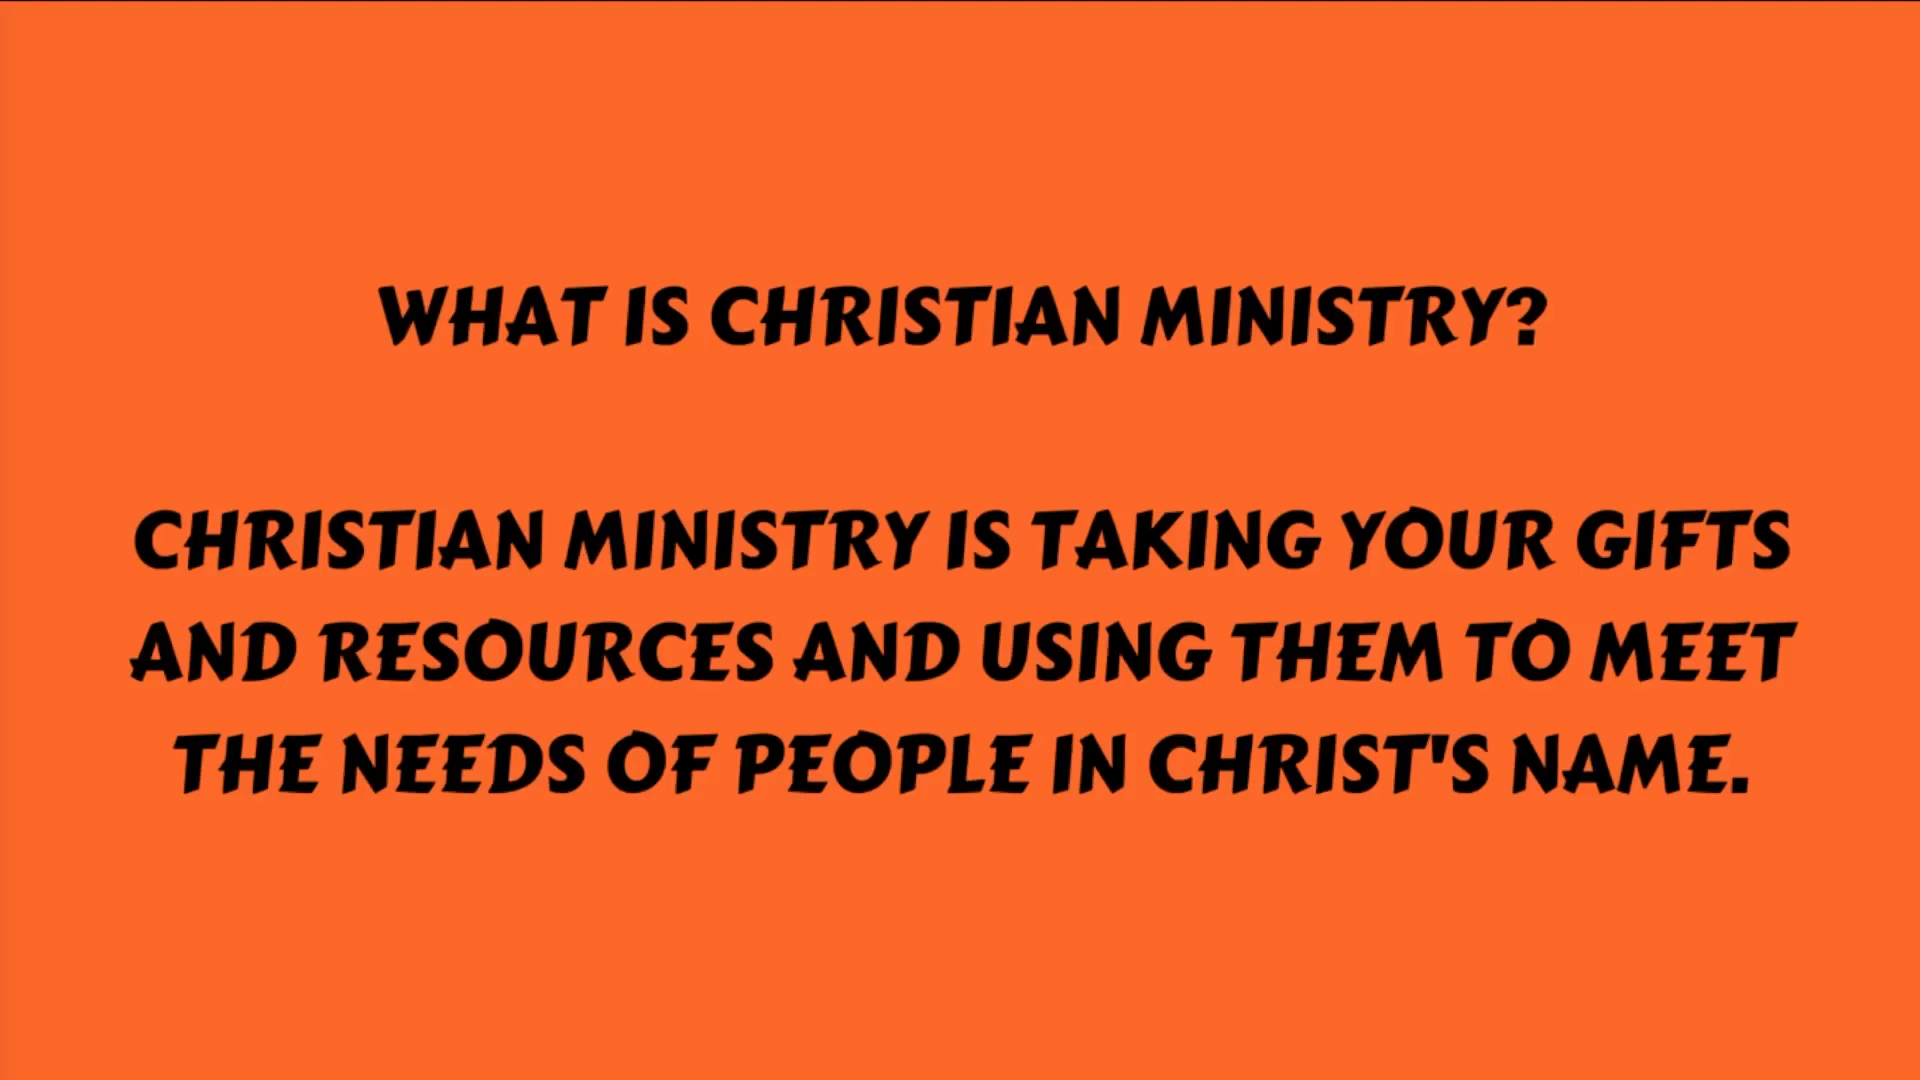 WHAT IS CHRISTIAN MINISTRY?
CHRISTIAN MINISTRY IS TAKING YOUR GIFTS
AND RESOURCES AND USING THEM TO MEET
THE NEEDS OF PEOPLE IN CHRIST'S NAME.